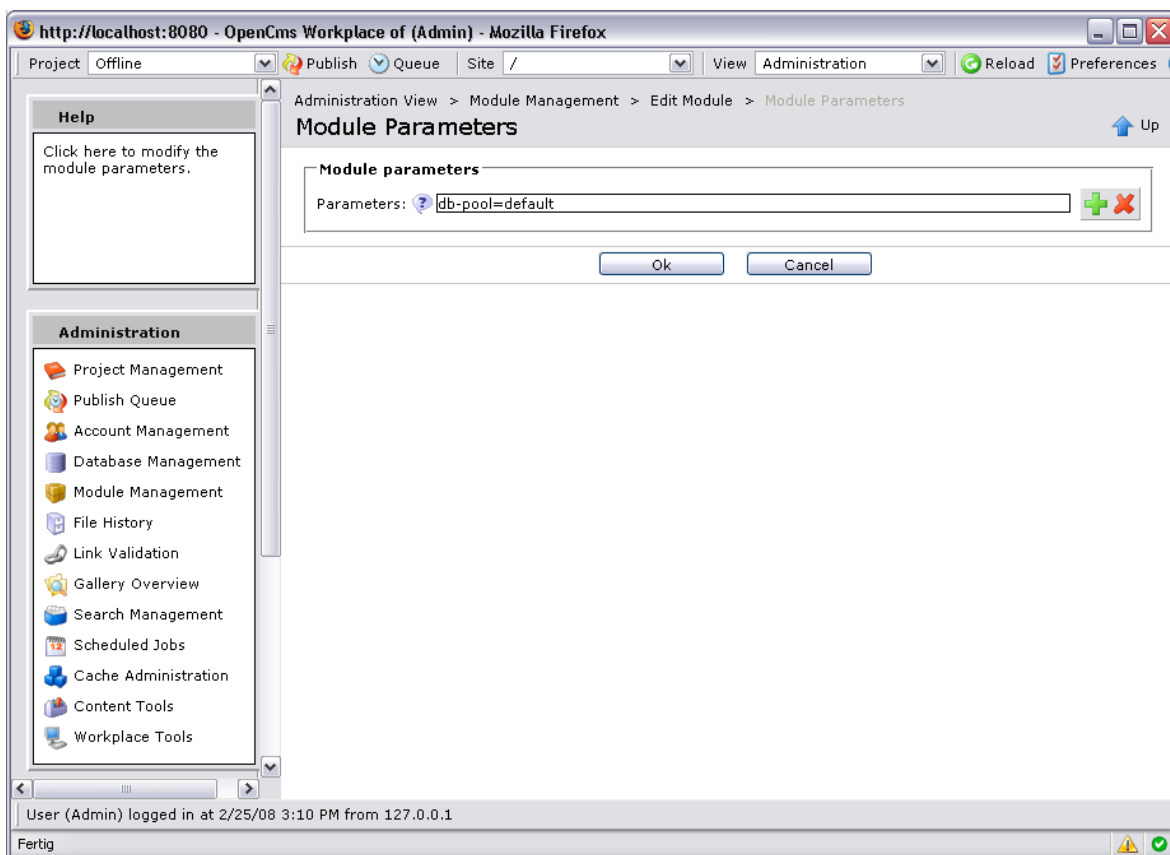 http://localhost:8080 - OpenCms Workplace of (Admin) - Mozilla Firefox
Project Offline Publish Queue Site / View Administration Reload Preferences
Help
Click here to modify the
module parameters.
Administration
Project Management
Publish Queue
Account Management
Database Management
Module Management
File History
Link Validation
Gallery Overview
Search Management
Scheduled Jobs
12
Cache Administration
Content Tools
Workplace Tools
Administration View > Module Management > Edit Module > Module Parameters
Module Parameters
Up
Module parameters
Parameters: ? db-pool=default
Ok Cancel
User (Admin) logged in at 2/25/08 3:10 PM from 127.0.0.1
Fertig